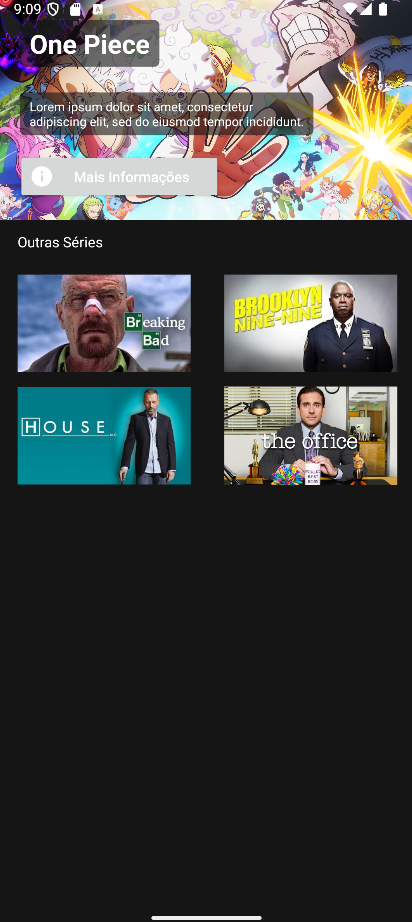 9:09
A
One Piece
Lorem ipsum dolor sit amet, consectetur
adipiscing elit, sed do eiusmod tempor incididunt.
Mais Informações
Outras Séries
Breaking
Bad
BROOKLYN
NINE-NINE
HOUSE
the office